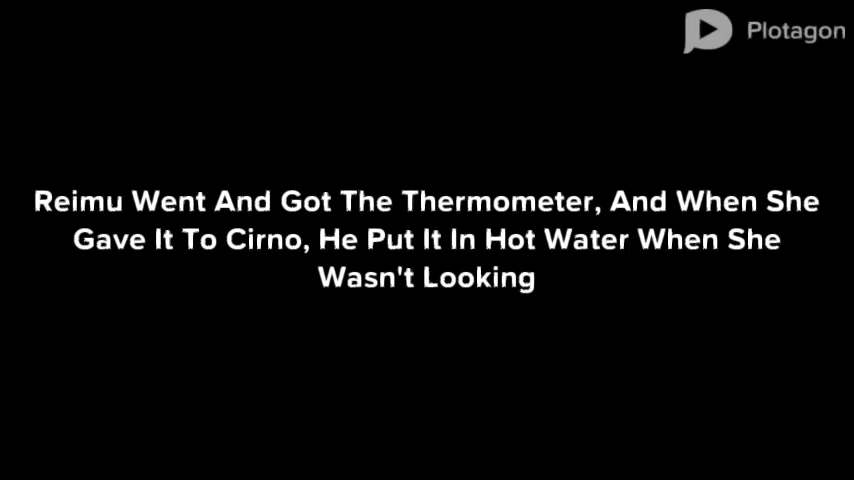 Plotagon
Reimu Went And Got The Thermometer, And When She
Gave It To Cirno, He Put It In Hot Water When She
Wasn't Looking